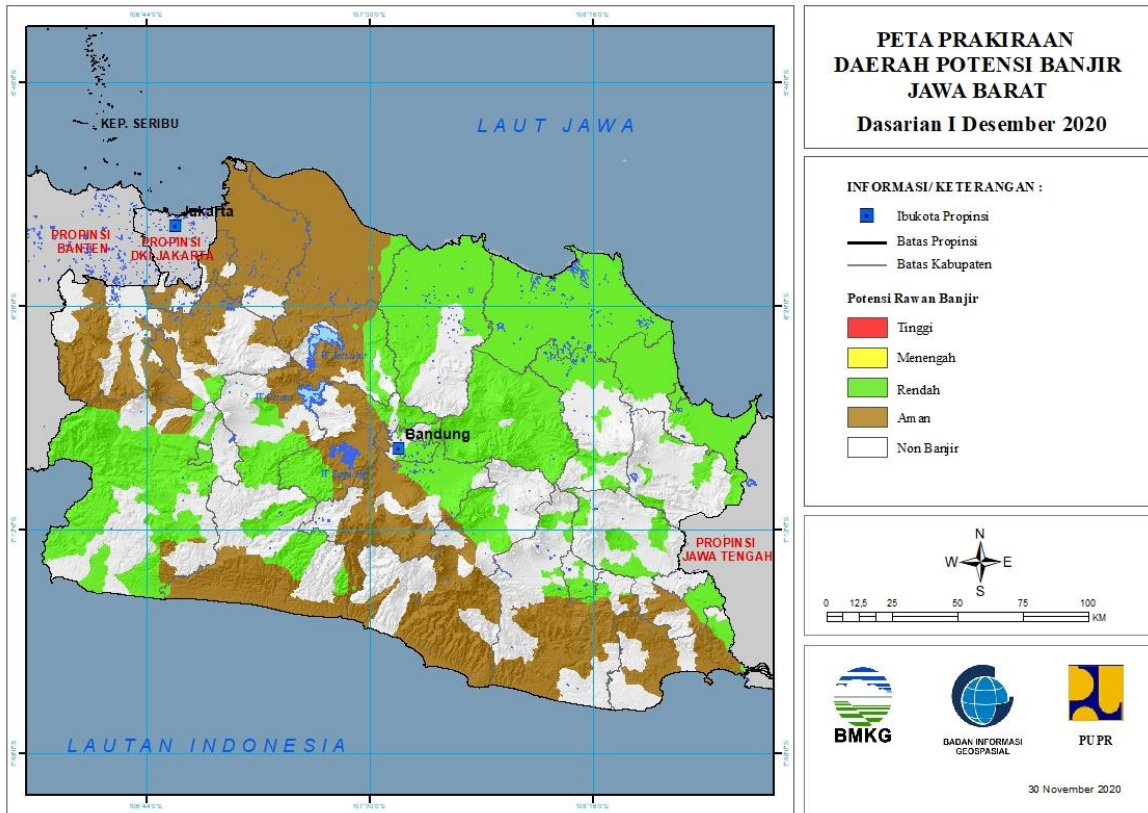 PETA PRAKIRAAN
DAERAH POTENSI BANJIR
JAWA BARAT
Dasarian I Desember 2020
INFORMASI/ KETERANGAN :
Ibukota Propinsi
Batas Propinsi
Batas Kabupaten
Potensi Rawan Banjir
Tinggi
Menengah
Rendah
Aman
Non Banjir
N
W E
S
0 12,5 25 50 75 100
KM
BMKG
BADAN INFORMASI
GEOSPASIAL
PUPR
30 November 2020
KEP. SERIBU
LAUT JAWA
Jakarta
PROPINSI
BANTEN
PROPINSI
DKI JAKARTA
Bandung
PROPINSI
JAWA TENGAH
LAUTAN INDONESIA